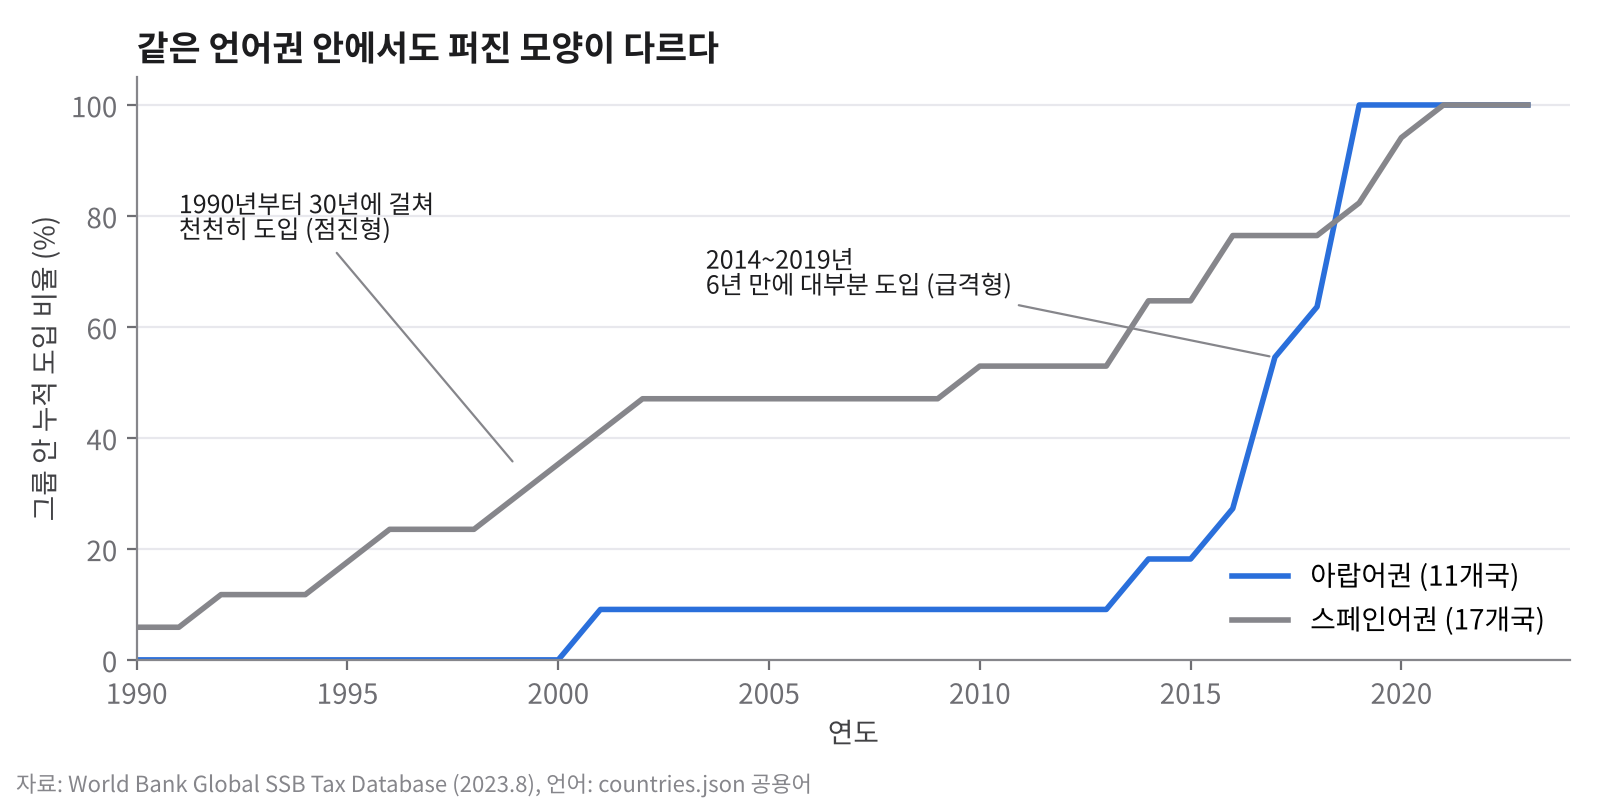 같은 언어권 안에서도 퍼진 모양이 다르다
그룹 안 누적 도입 비율 (%)
100
80
60
40
20
0
1990년부터 30년에 걸쳐
천천히 도입 (점진형)
2014~2019년
6년 만에 대부분 도입 (급격형)
아랍어권 (11개국)
스페인어권 (17개국)
1990
1995
2000
2005
2010
2015
2020
연도
자료: World Bank Global SSB Tax Database (2023.8), 언어: countries.json 공용어